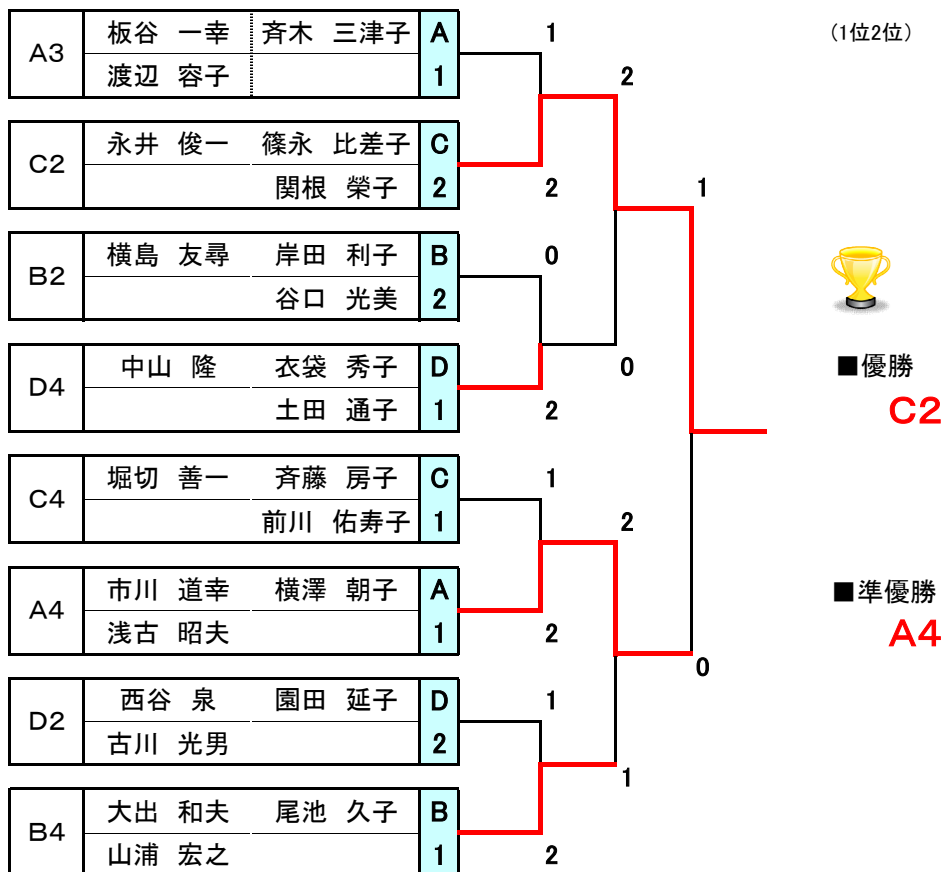 （1位2位）
A3 板谷 一幸 斉木 三津子 A
渡辺 容子 1
1
2
C2 永井 俊一 篠永 比差子 C
関根 榮子 2
2
1
B2 横島 友尋 岸田 利子 B
谷口 光美 2
0
D4 中山 隆 衣袋 秀子 D
土田 通子 1
0
2
■優勝
C2
C4 堀切 善一 斉藤 房子 C
前川 佑寿子 1
1
2
A4 市川 道幸 横澤 朝子 A
浅古 昭夫 1
2
■準優勝
A4
0
D2 西谷 泉 園田 延子 D
古川 光男 2
1
1
B4 大出 和夫 尾池 久子 B
山浦 宏之 1
2